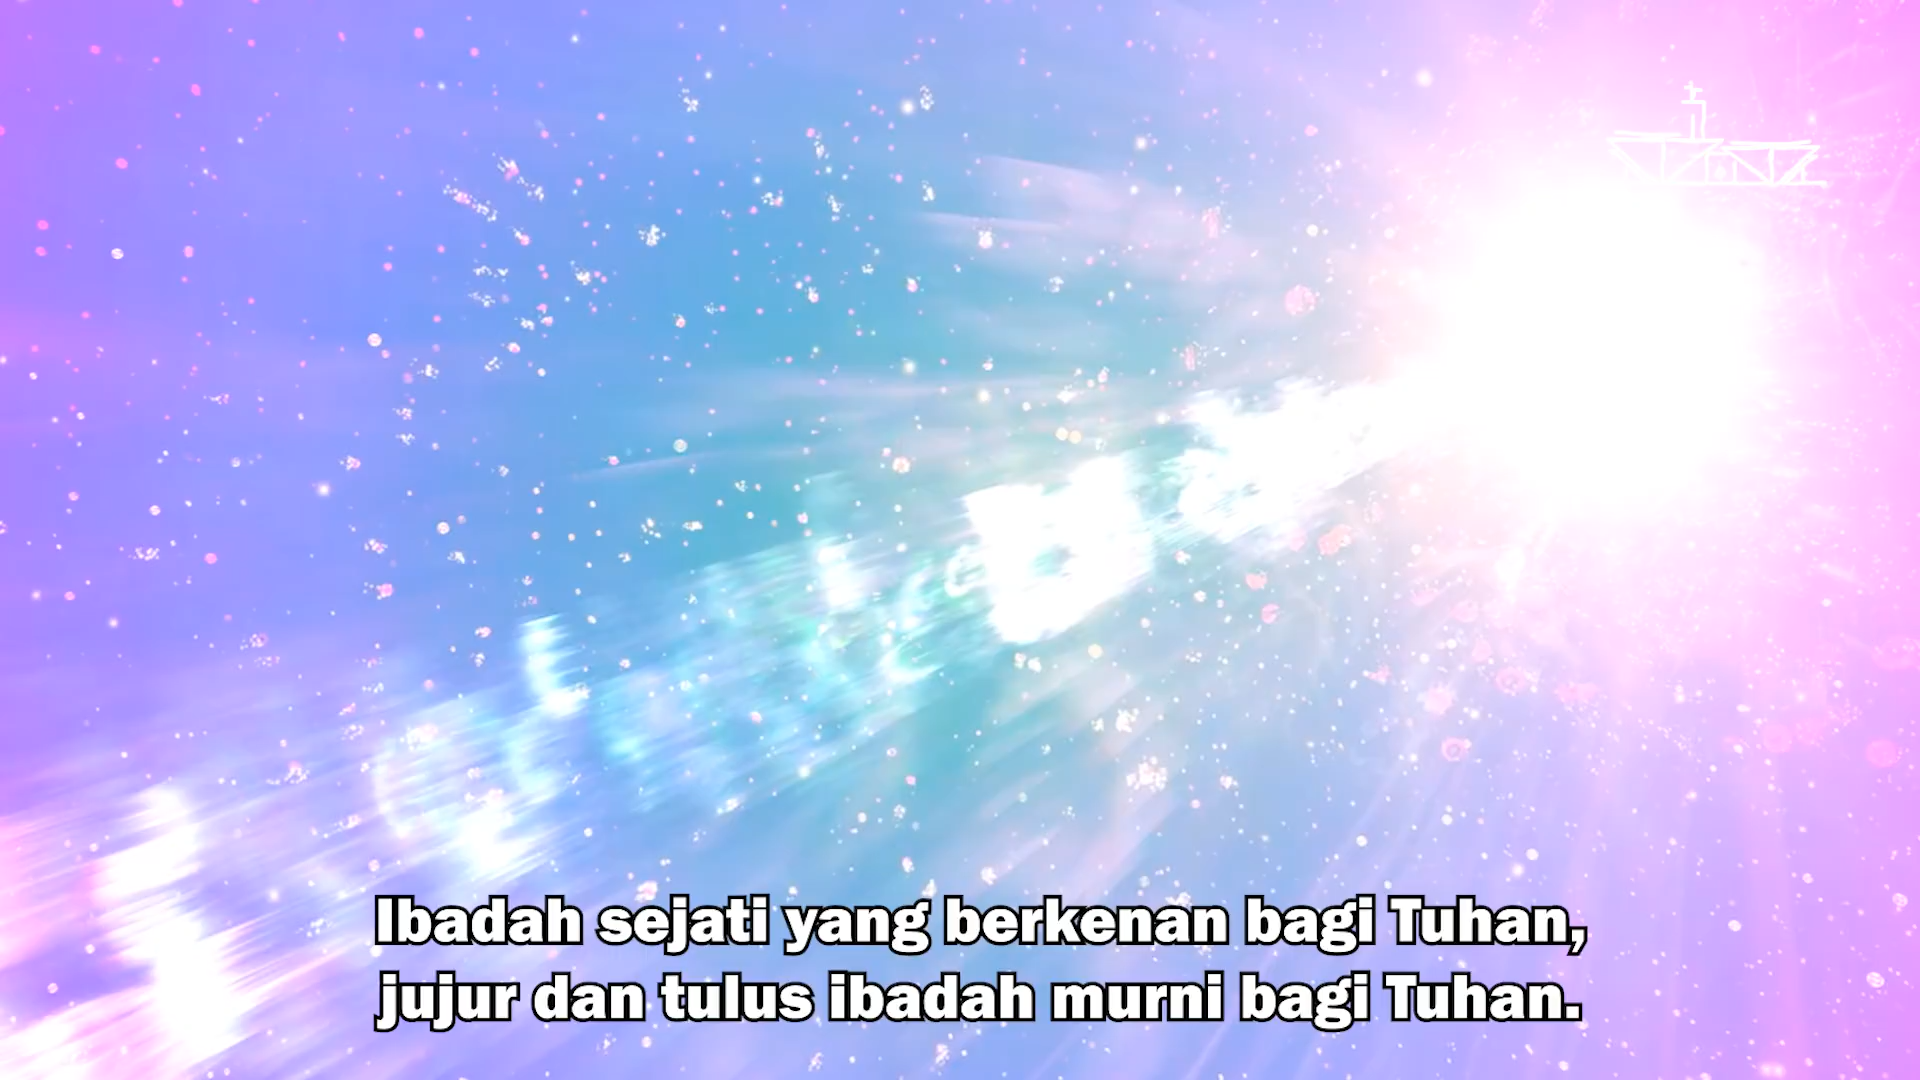 Ibadah sejati yang berkenan bagi Tuhan,
jujur dan tulus ibadah murni bagi Tuhan.